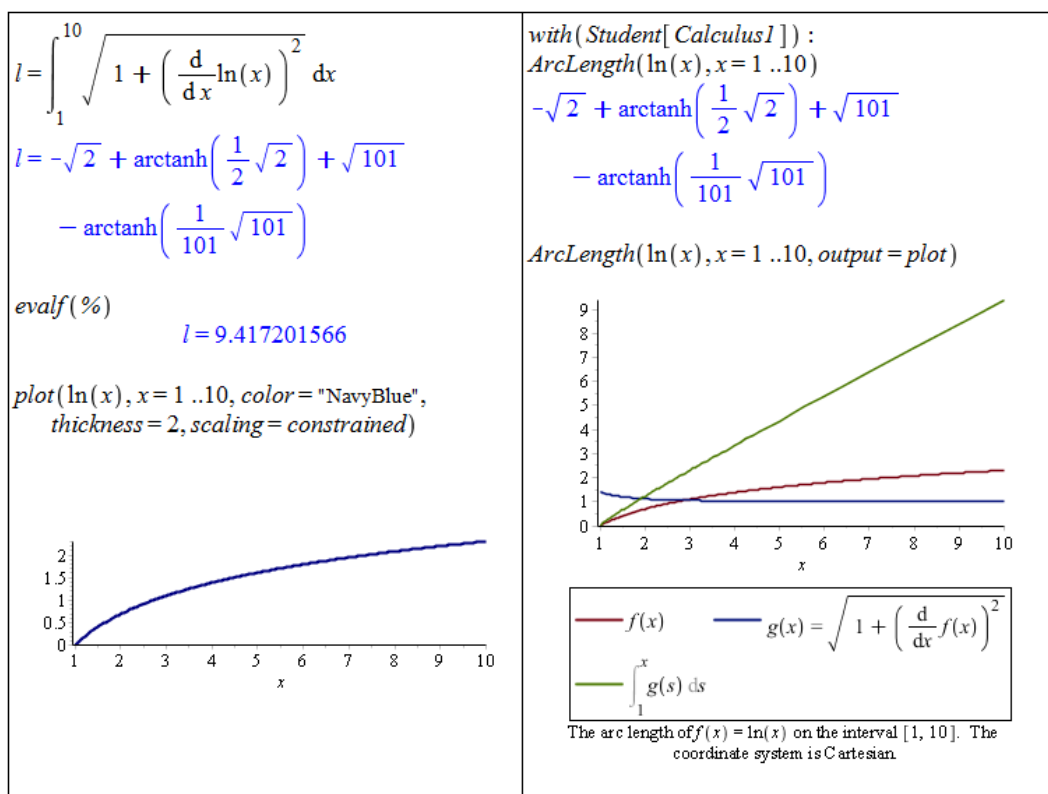 l = ∫₁¹⁰ √(1 + (d/dx ln(x))²) dx
l = -√2 + arctanh(1/2 √2) + √101
− arctanh(1/101 √101)
evalf(%)
l = 9.417201566
plot(ln(x), x = 1 ..10, color = "NavyBlue",
thickness = 2, scaling = constrained)
2
1.5
1
0.5
0
1 2 3 4 5 6 7 8 9 10
x
with(Student[Calculus1]) :
ArcLength(ln(x), x = 1 ..10)
-√2 + arctanh(1/2 √2) + √101
− arctanh(1/101 √101)
ArcLength(ln(x), x = 1 ..10, output = plot)
9
8
7
6
5
4
3
2
1
0
1 2 3 4 5 6 7 8 9 10
x
f(x) g(x) = √(1 + (d/dx f(x))²)
∫₁ˣ g(s) ds
The arc length of f(x) = ln(x) on the interval [1, 10]. The
coordinate system is Cartesian.